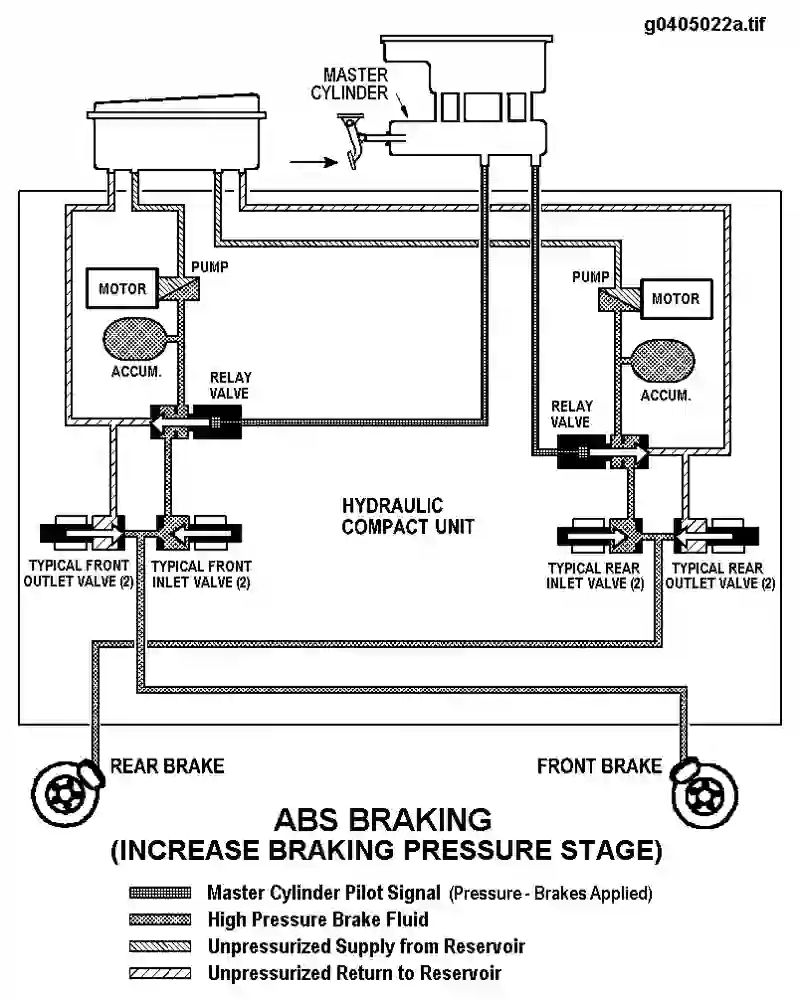 g0405022a.tif
MASTER
CYLINDER
PUMP
MOTOR
PUMP
MOTOR
ACCUM.
ACCUM.
RELAY
VALVE
RELAY
VALVE
HYDRAULIC
COMPACT UNIT
TYPICAL FRONT
OUTLET VALVE (2)
TYPICAL FRONT
INLET VALVE (2)
TYPICAL REAR
INLET VALVE (2)
TYPICAL REAR
OUTLET VALVE (2)
REAR BRAKE
FRONT BRAKE
ABS BRAKING
(INCREASE BRAKING PRESSURE STAGE)
Master Cylinder Pilot Signal (Pressure - Brakes Applied)
High Pressure Brake Fluid
Unpressurized Supply from Reservoir
Unpressurized Return to Reservoir